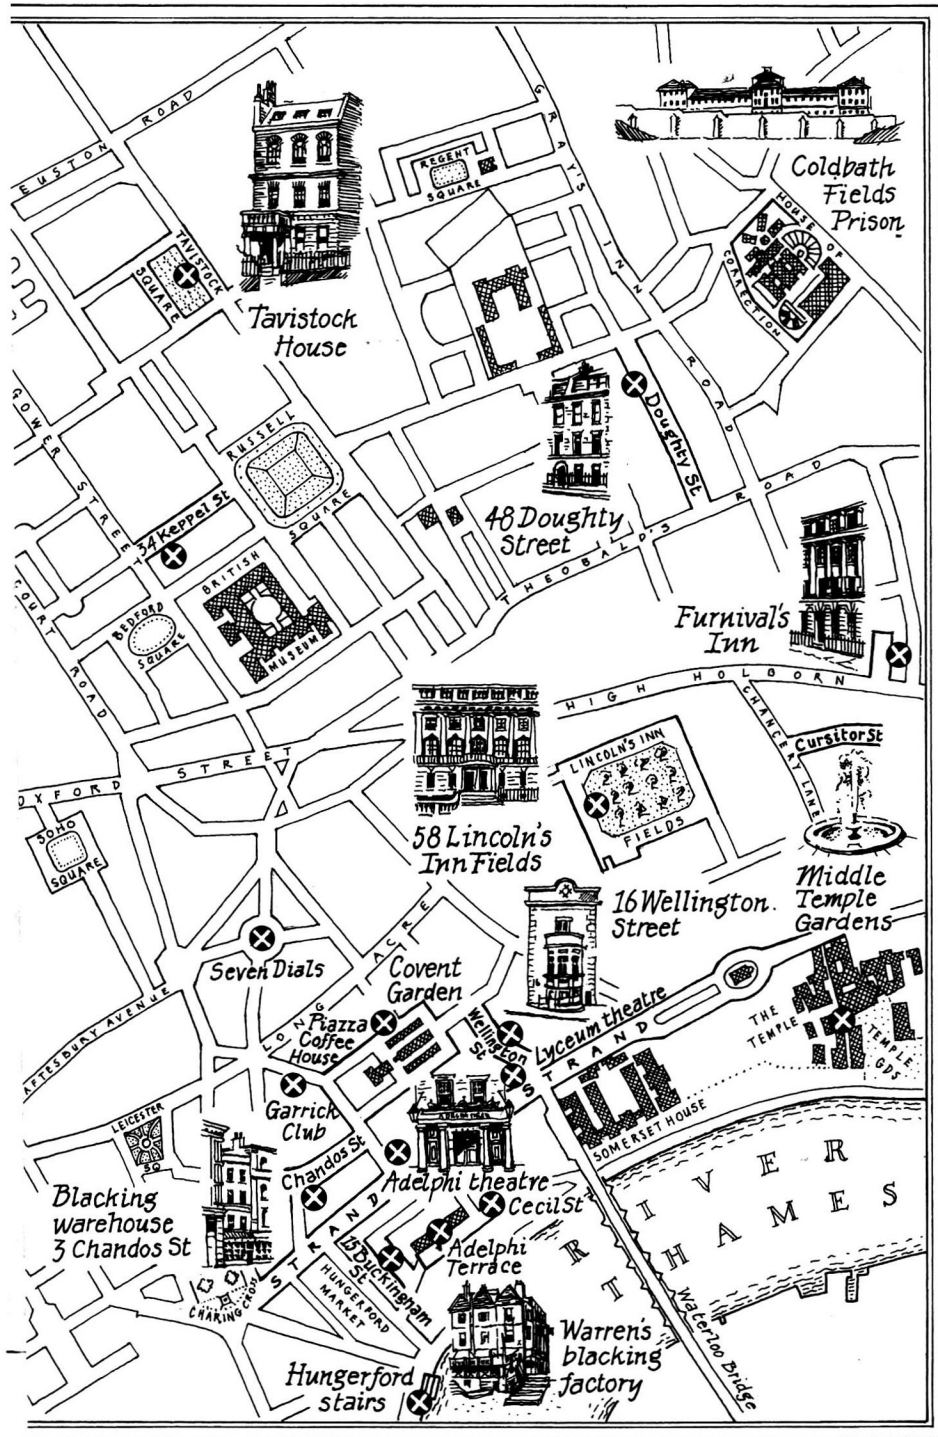 EUSTON ROAD
GRAY'S INN ROAD
REGENT
SQUARE
Coldbath
Fields
Prison
HOUSE OF
CORRECTION
TAVISTOCK
SQUARE
Tavistock
House
GOWER STREET
RUSSELL
SQUARE
Doughty St
48 Doughty
Street
THEOBALD'S ROAD
34 Keppel St
BRITISH
MUSEUM
BEDFORD
SQUARE
COURT ROAD
Furnival's
Inn
HIGH HOLBORN
CHANCERY LANE
Cursitor St
LINCOLN'S INN
FIELDS
OXFORD STREET
SOHO
SQUARE
58 Lincoln's
Inn Fields
Middle
Temple
Gardens
16 Wellington
Street
Seven Dials
LONG ACRE
Covent
Garden
Piazza
Coffee
House
Wellington
St
Lyceum theatre
STRAND
THE
TEMPLE
TEMPLE
GDS
AFTESBURY AVENUE
LEICESTER
SQ
Garrick
Club
SOMERSET HOUSE
ADELPHI
Chandos St
Adelphi theatre
Cecil St
Blacking
warehouse
3 Chandos St
STRAND
15 Buckingham
St
Adelphi
Terrace
RIVER
THAMES
CHARING CROSS
HUNGERFORD
MARKET
Waterloo Bridge
Warren's
blacking
factory
Hungerford
stairs